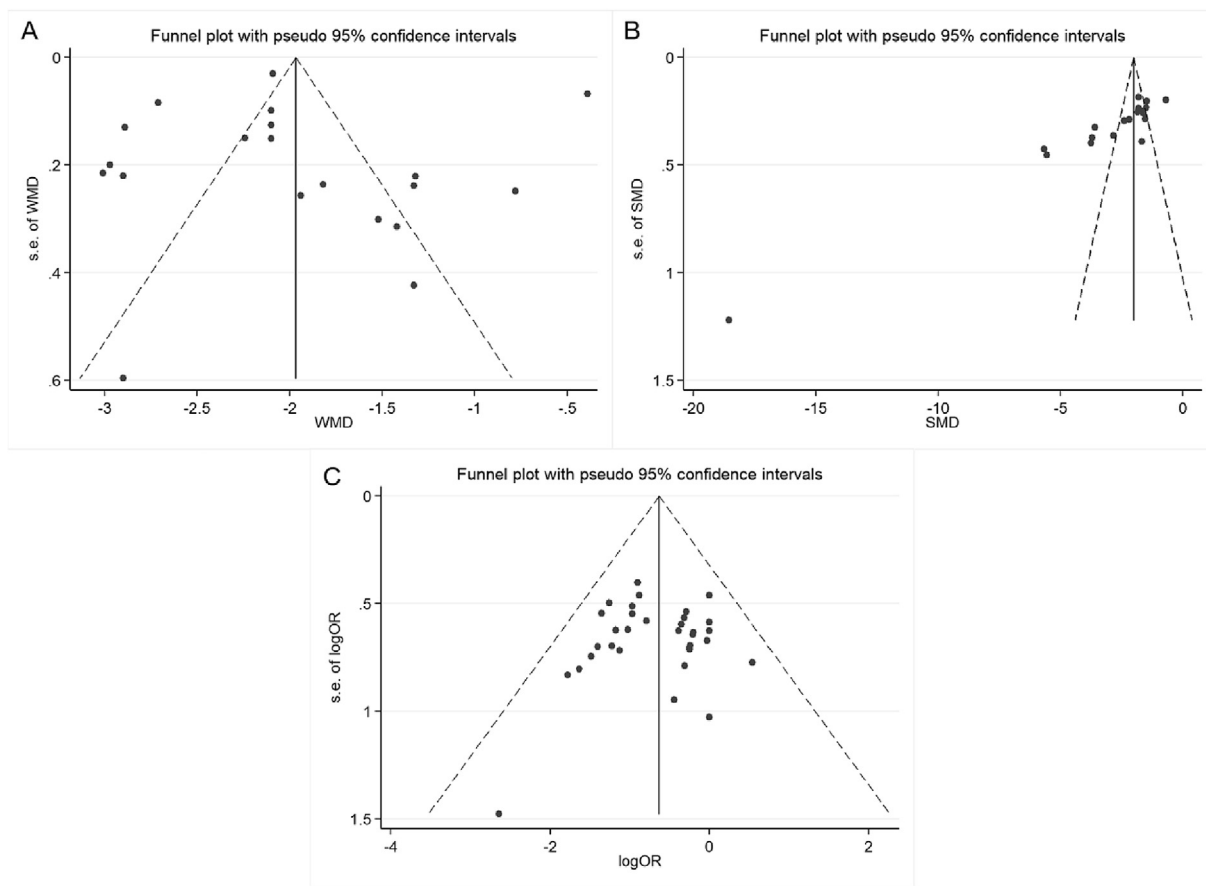 A
Funnel plot with pseudo 95% confidence intervals
0
.2
.4
.6
s.e. of WMD
-3
-2.5
-2
-1.5
-1
-.5
WMD
B
Funnel plot with pseudo 95% confidence intervals
0
.5
1
1.5
s.e. of SMD
-20
-15
-10
-5
0
SMD
C
Funnel plot with pseudo 95% confidence intervals
0
.5
1
1.5
s.e. of logOR
-4
-2
0
2
logOR